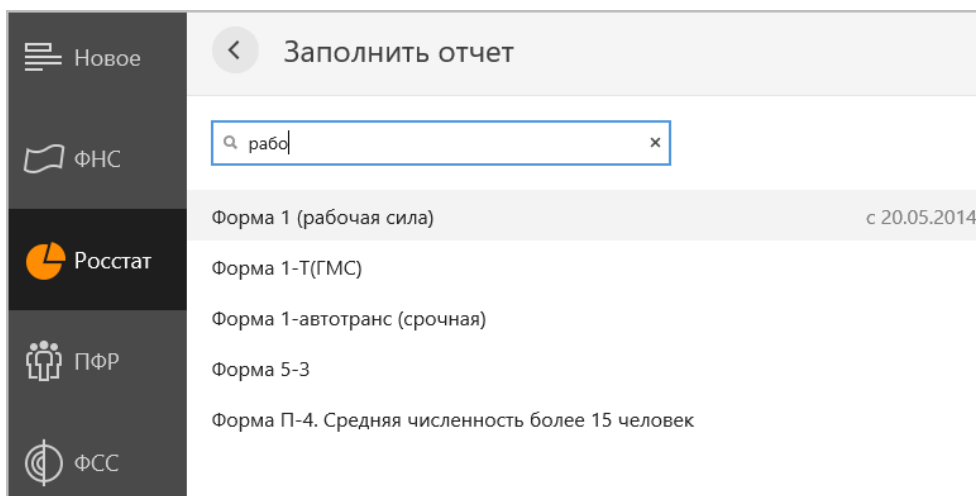 Новое
ФНС
Росстат
ПФР
ФСС
Заполнить отчет
рабо
Форма 1 (рабочая сила) с 20.05.2014
Форма 1-Т(ГМС)
Форма 1-автотранс (срочная)
Форма 5-З
Форма П-4. Средняя численность более 15 человек